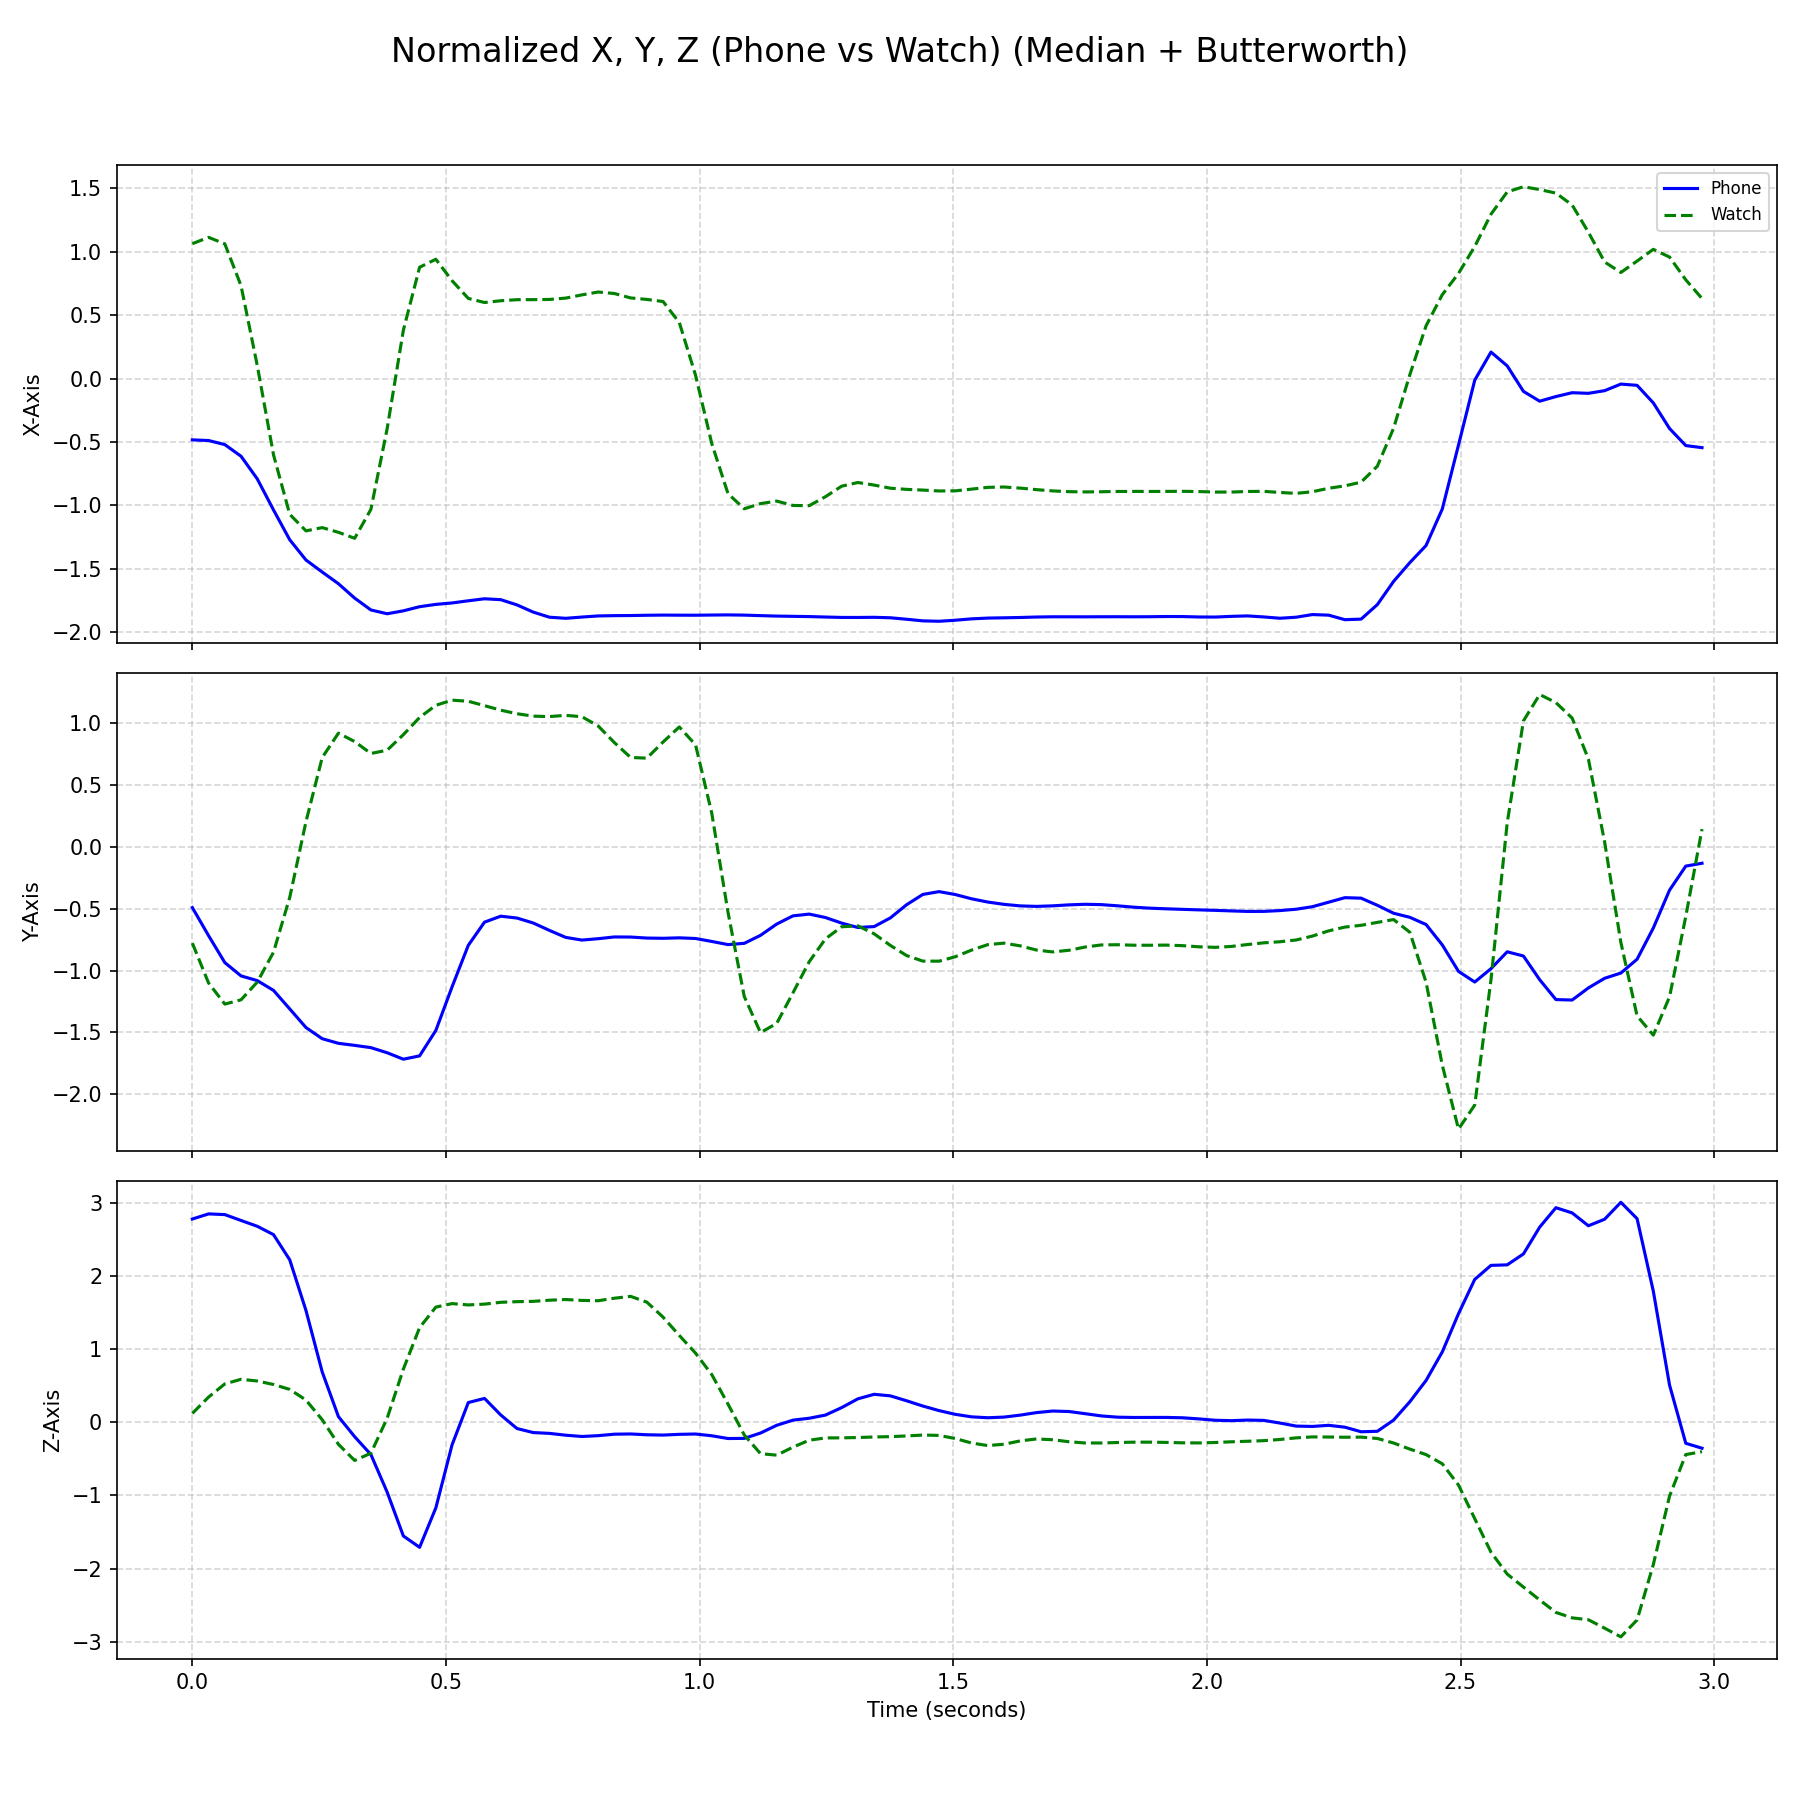 Normalized X, Y, Z (Phone vs Watch) (Median + Butterworth)
Phone
Watch
1.5
1.0
0.5
0.0
−0.5
−1.0
−1.5
−2.0
X-Axis
1.0
0.5
0.0
−0.5
−1.0
−1.5
−2.0
Y-Axis
3
2
1
0
−1
−2
−3
Z-Axis
0.0 0.5 1.0 1.5 2.0 2.5 3.0
Time (seconds)